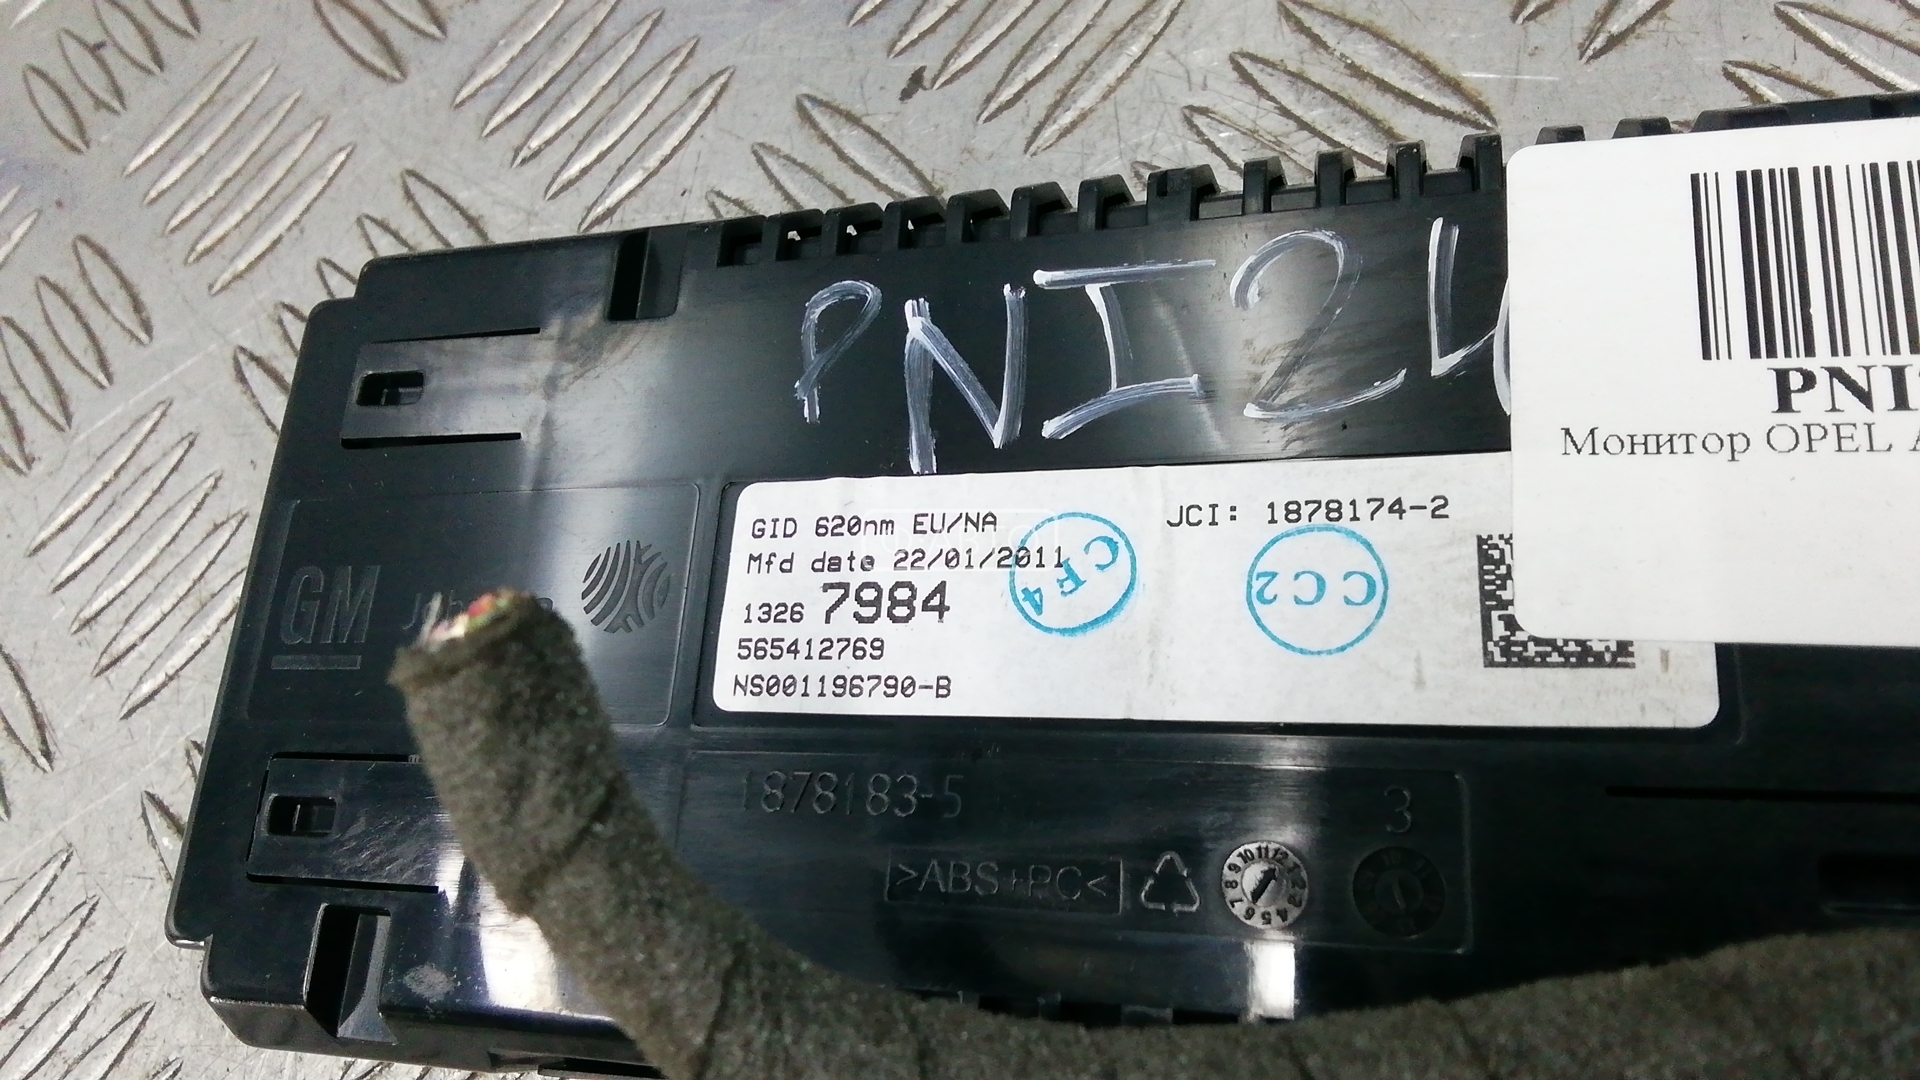 PNI24
PNI
Монитор OPEL A
GID 620nm EU/NA
JCI: 1878174-2
Mfd date 22/01/2011
1326 7984
565412769
NS001196790-B
CF4
CC2
GM
1878183-5
3
>ABS+PC<